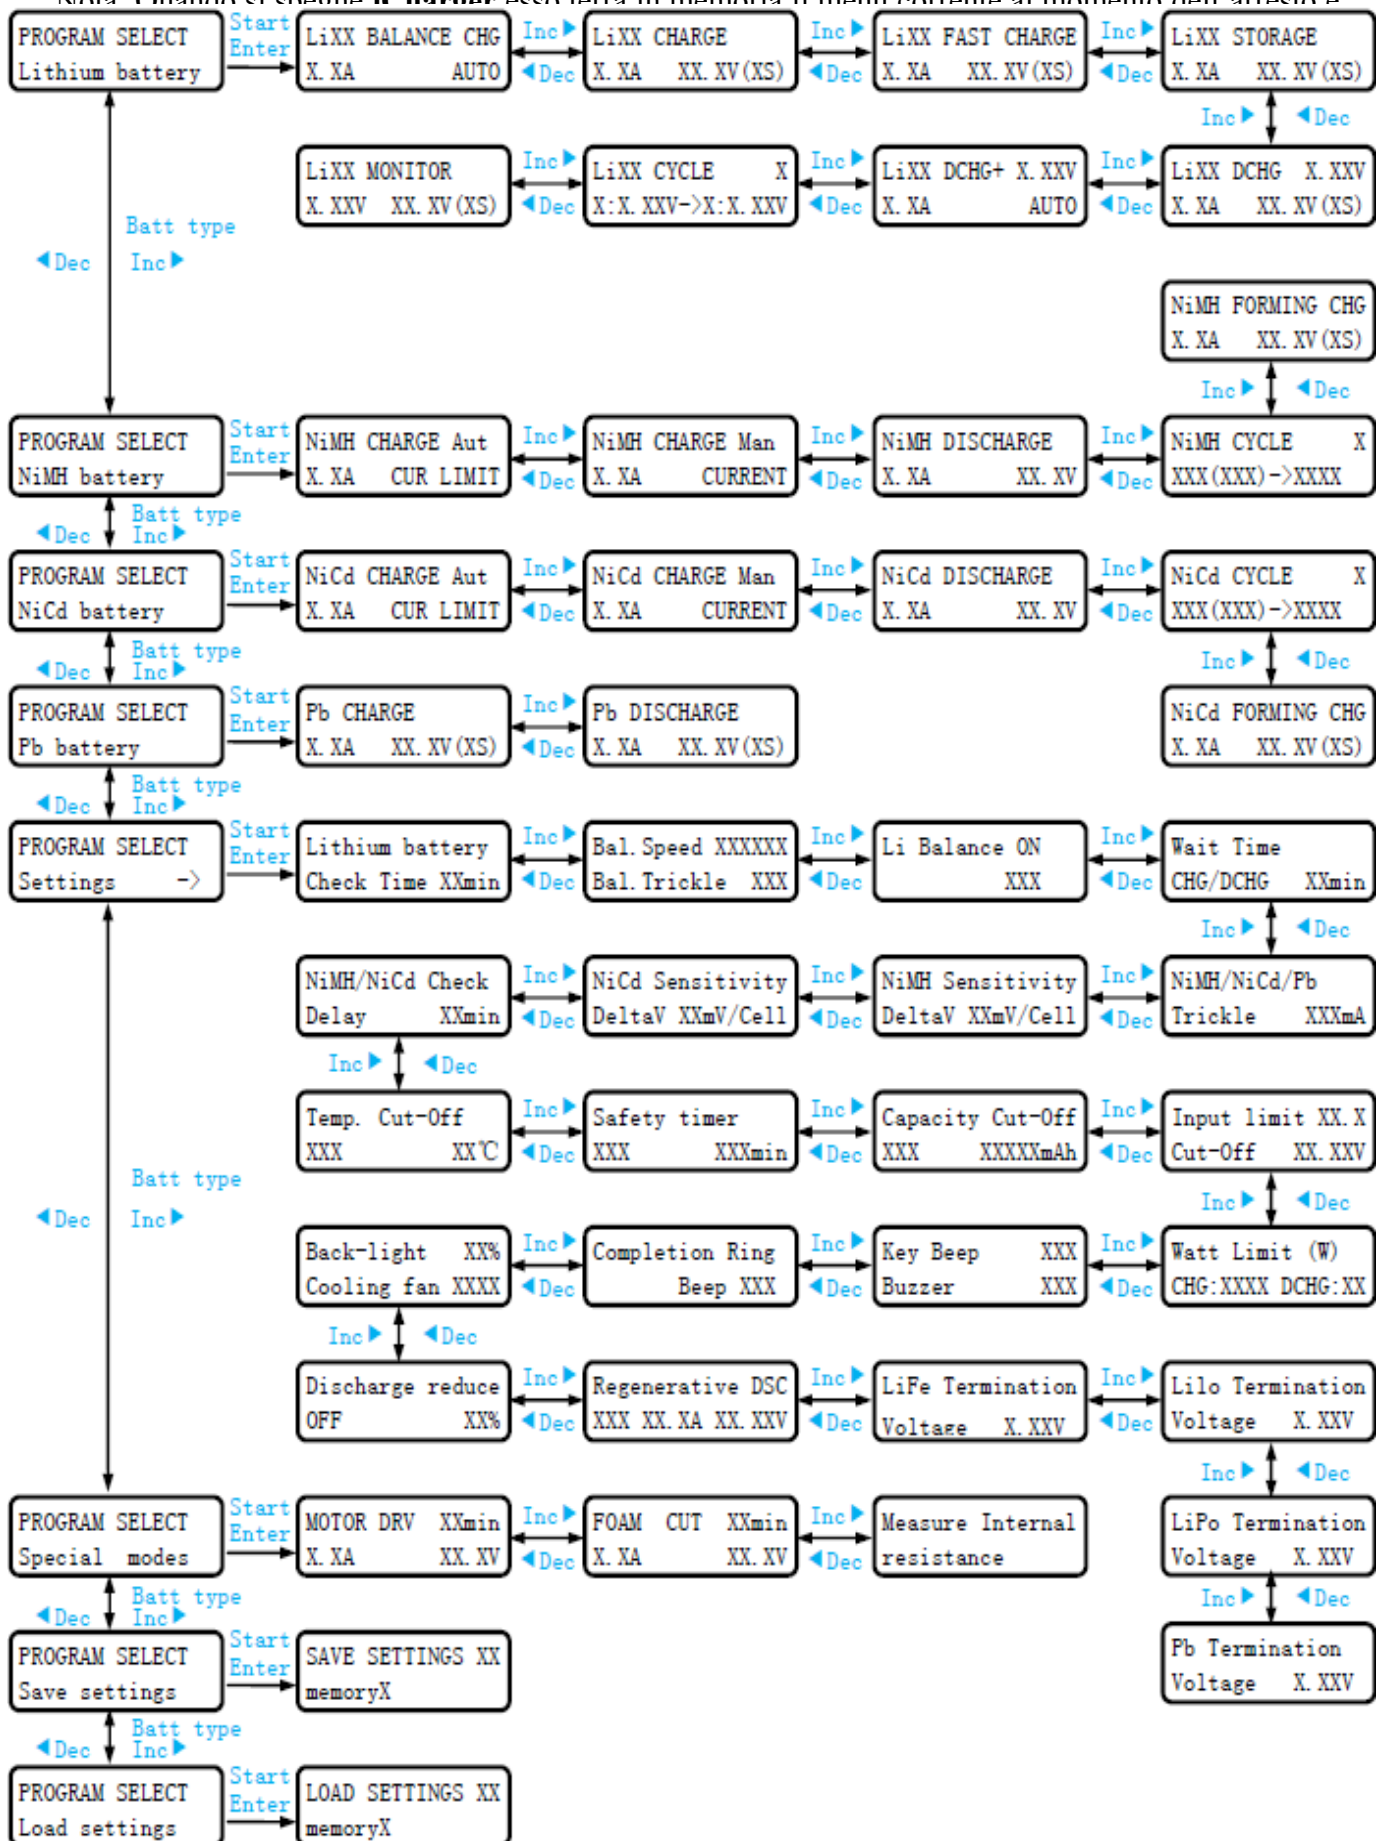 Nota: Quando si spegne iCharger esso terrà in memoria il menu corrente al momento dell'arresto e
PROGRAM SELECT
Lithium battery
Start
Enter
LiXX BALANCE CHG
X.XA AUTO
Inc▶
◀Dec
LiXX CHARGE
X.XA XX.XV(XS)
Inc▶
◀Dec
LiXX FAST CHARGE
X.XA XX.XV(XS)
Inc▶
◀Dec
LiXX STORAGE
X.XA XX.XV(XS)
Inc▶ ◀Dec
LiXX MONITOR
X.XXV XX.XV(XS)
Inc▶
◀Dec
LiXX CYCLE X
X:X.XXV->X:X.XXV
Inc▶
◀Dec
LiXX DCHG+ X.XXV
X.XA AUTO
Inc▶
◀Dec
LiXX DCHG X.XXV
X.XA XX.XV(XS)
Batt type
◀Dec Inc▶
NiMH FORMING CHG
X.XA XX.XV(XS)
Inc▶ ◀Dec
PROGRAM SELECT
NiMH battery
Start
Enter
NiMH CHARGE Aut
X.XA CUR LIMIT
Inc▶
◀Dec
NiMH CHARGE Man
X.XA CURRENT
Inc▶
◀Dec
NiMH DISCHARGE
X.XA XX.XV
Inc▶
◀Dec
NiMH CYCLE X
XXX(XXX)->XXXX
Batt type
◀Dec Inc▶
PROGRAM SELECT
NiCd battery
Start
Enter
NiCd CHARGE Aut
X.XA CUR LIMIT
Inc▶
◀Dec
NiCd CHARGE Man
X.XA CURRENT
Inc▶
◀Dec
NiCd DISCHARGE
X.XA XX.XV
Inc▶
◀Dec
NiCd CYCLE X
XXX(XXX)->XXXX
Batt type
◀Dec Inc▶
Inc▶ ◀Dec
PROGRAM SELECT
Pb battery
Start
Enter
Pb CHARGE
X.XA XX.XV(XS)
Inc▶
◀Dec
Pb DISCHARGE
X.XA XX.XV(XS)
NiCd FORMING CHG
X.XA XX.XV(XS)
Batt type
◀Dec Inc▶
PROGRAM SELECT
Settings ->
Start
Enter
Lithium battery
Check Time XXmin
Inc▶
◀Dec
Bal.Speed XXXXXX
Bal.Trickle XXX
Inc▶
◀Dec
Li Balance ON
XXX
Inc▶
◀Dec
Wait Time
CHG/DCHG XXmin
Inc▶ ◀Dec
NiMH/NiCd Check
Delay XXmin
Inc▶
◀Dec
NiCd Sensitivity
DeltaV XXmV/Cell
Inc▶
◀Dec
NiMH Sensitivity
DeltaV XXmV/Cell
Inc▶
◀Dec
NiMH/NiCd/Pb
Trickle XXXmA
Inc▶ ◀Dec
Temp. Cut-Off
XXX XX℃
Inc▶
◀Dec
Safety timer
XXX XXXmin
Inc▶
◀Dec
Capacity Cut-Off
XXX XXXXXmAh
Inc▶
◀Dec
Input limit XX.X
Cut-Off XX.XXV
Batt type
◀Dec Inc▶
Inc▶ ◀Dec
Back-light XX%
Cooling fan XXXX
Inc▶
◀Dec
Completion Ring
Beep XXX
Inc▶
◀Dec
Key Beep XXX
Buzzer XXX
Inc▶
◀Dec
Watt Limit (W)
CHG:XXXX DCHG:XX
Inc▶ ◀Dec
Discharge reduce
OFF XX%
Inc▶
◀Dec
Regenerative DSC
XXX XX.XA XX.XXV
Inc▶
◀Dec
LiFe Termination
Voltage X.XXV
Inc▶
◀Dec
LiIo Termination
Voltage X.XXV
Inc▶ ◀Dec
PROGRAM SELECT
Special modes
Start
Enter
MOTOR DRV XXmin
X.XA XX.XV
Inc▶
◀Dec
FOAM CUT XXmin
X.XA XX.XV
Inc▶
◀Dec
Measure Internal
resistance
LiPo Termination
Voltage X.XXV
Batt type
◀Dec Inc▶
Inc▶ ◀Dec
PROGRAM SELECT
Save settings
Start
Enter
SAVE SETTINGS XX
memoryX
Pb Termination
Voltage X.XXV
Batt type
◀Dec Inc▶
PROGRAM SELECT
Load settings
Start
Enter
LOAD SETTINGS XX
memoryX